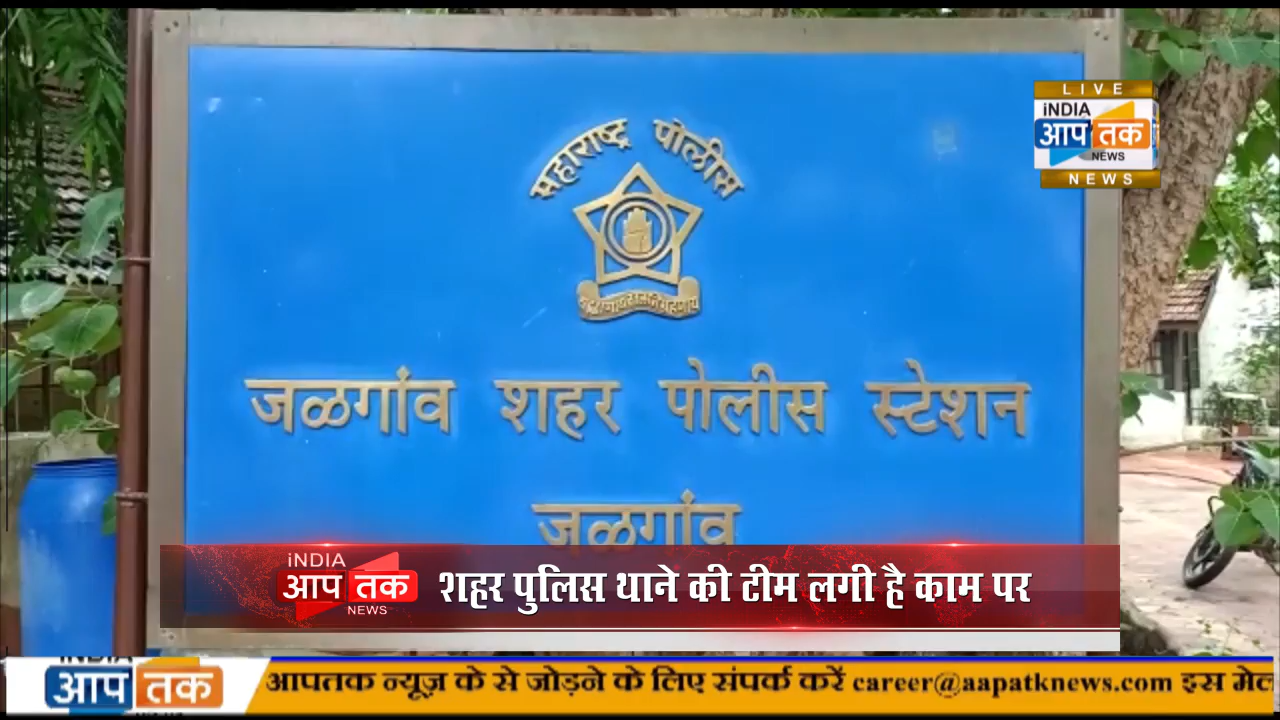 महाराष्ट्र पोलीस
जळगांव शहर पोलीस स्टेशन
जळगांव
LIVE
iNDIA
आप तक
NEWS
NEWS
iNDIA
आप तक
NEWS
शहर पुलिस थाने की टीम लगी है काम पर
INDIA
आप तक
आपतक न्यूज़ के से जोड़ने के लिए संपर्क करें career@aapatknews.com इस मेल